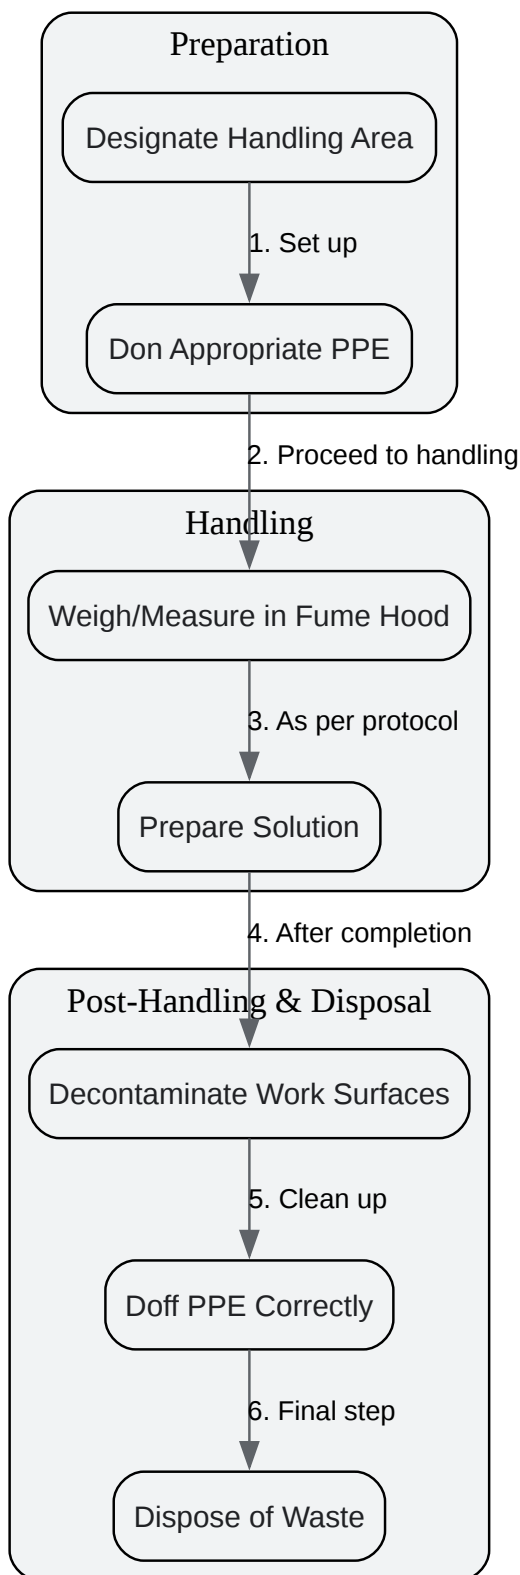 Preparation
Designate Handling Area
1. Set up
Don Appropriate PPE
2. Proceed to handling
Handling
Weigh/Measure in Fume Hood
3. As per protocol
Prepare Solution
4. After completion
Post-Handling & Disposal
Decontaminate Work Surfaces
5. Clean up
Doff PPE Correctly
6. Final step
Dispose of Waste